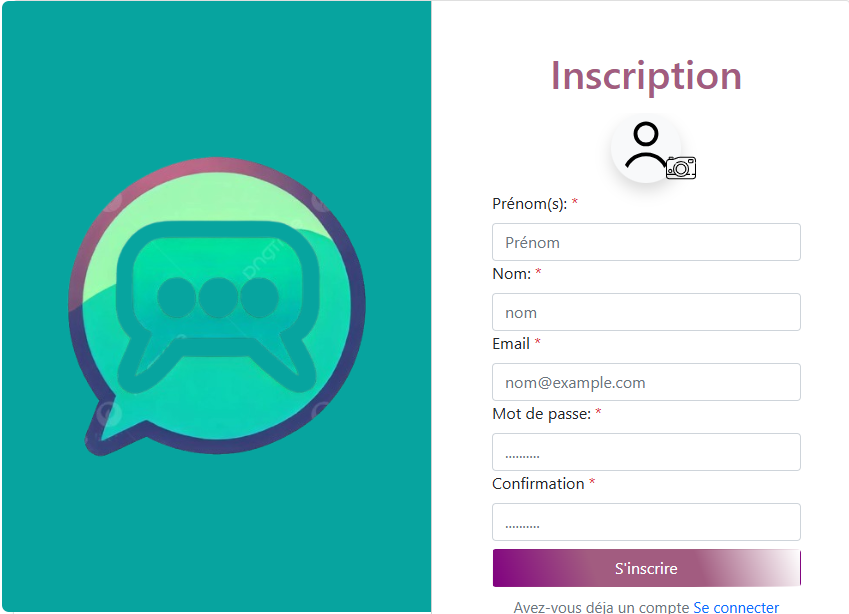 Inscription
Prénom(s): *
Prénom
Nom: *
nom
Email *
nom@example.com
Mot de passe: *
..........
Confirmation *
..........
S'inscrire
Avez-vous déja un compte Se connecter